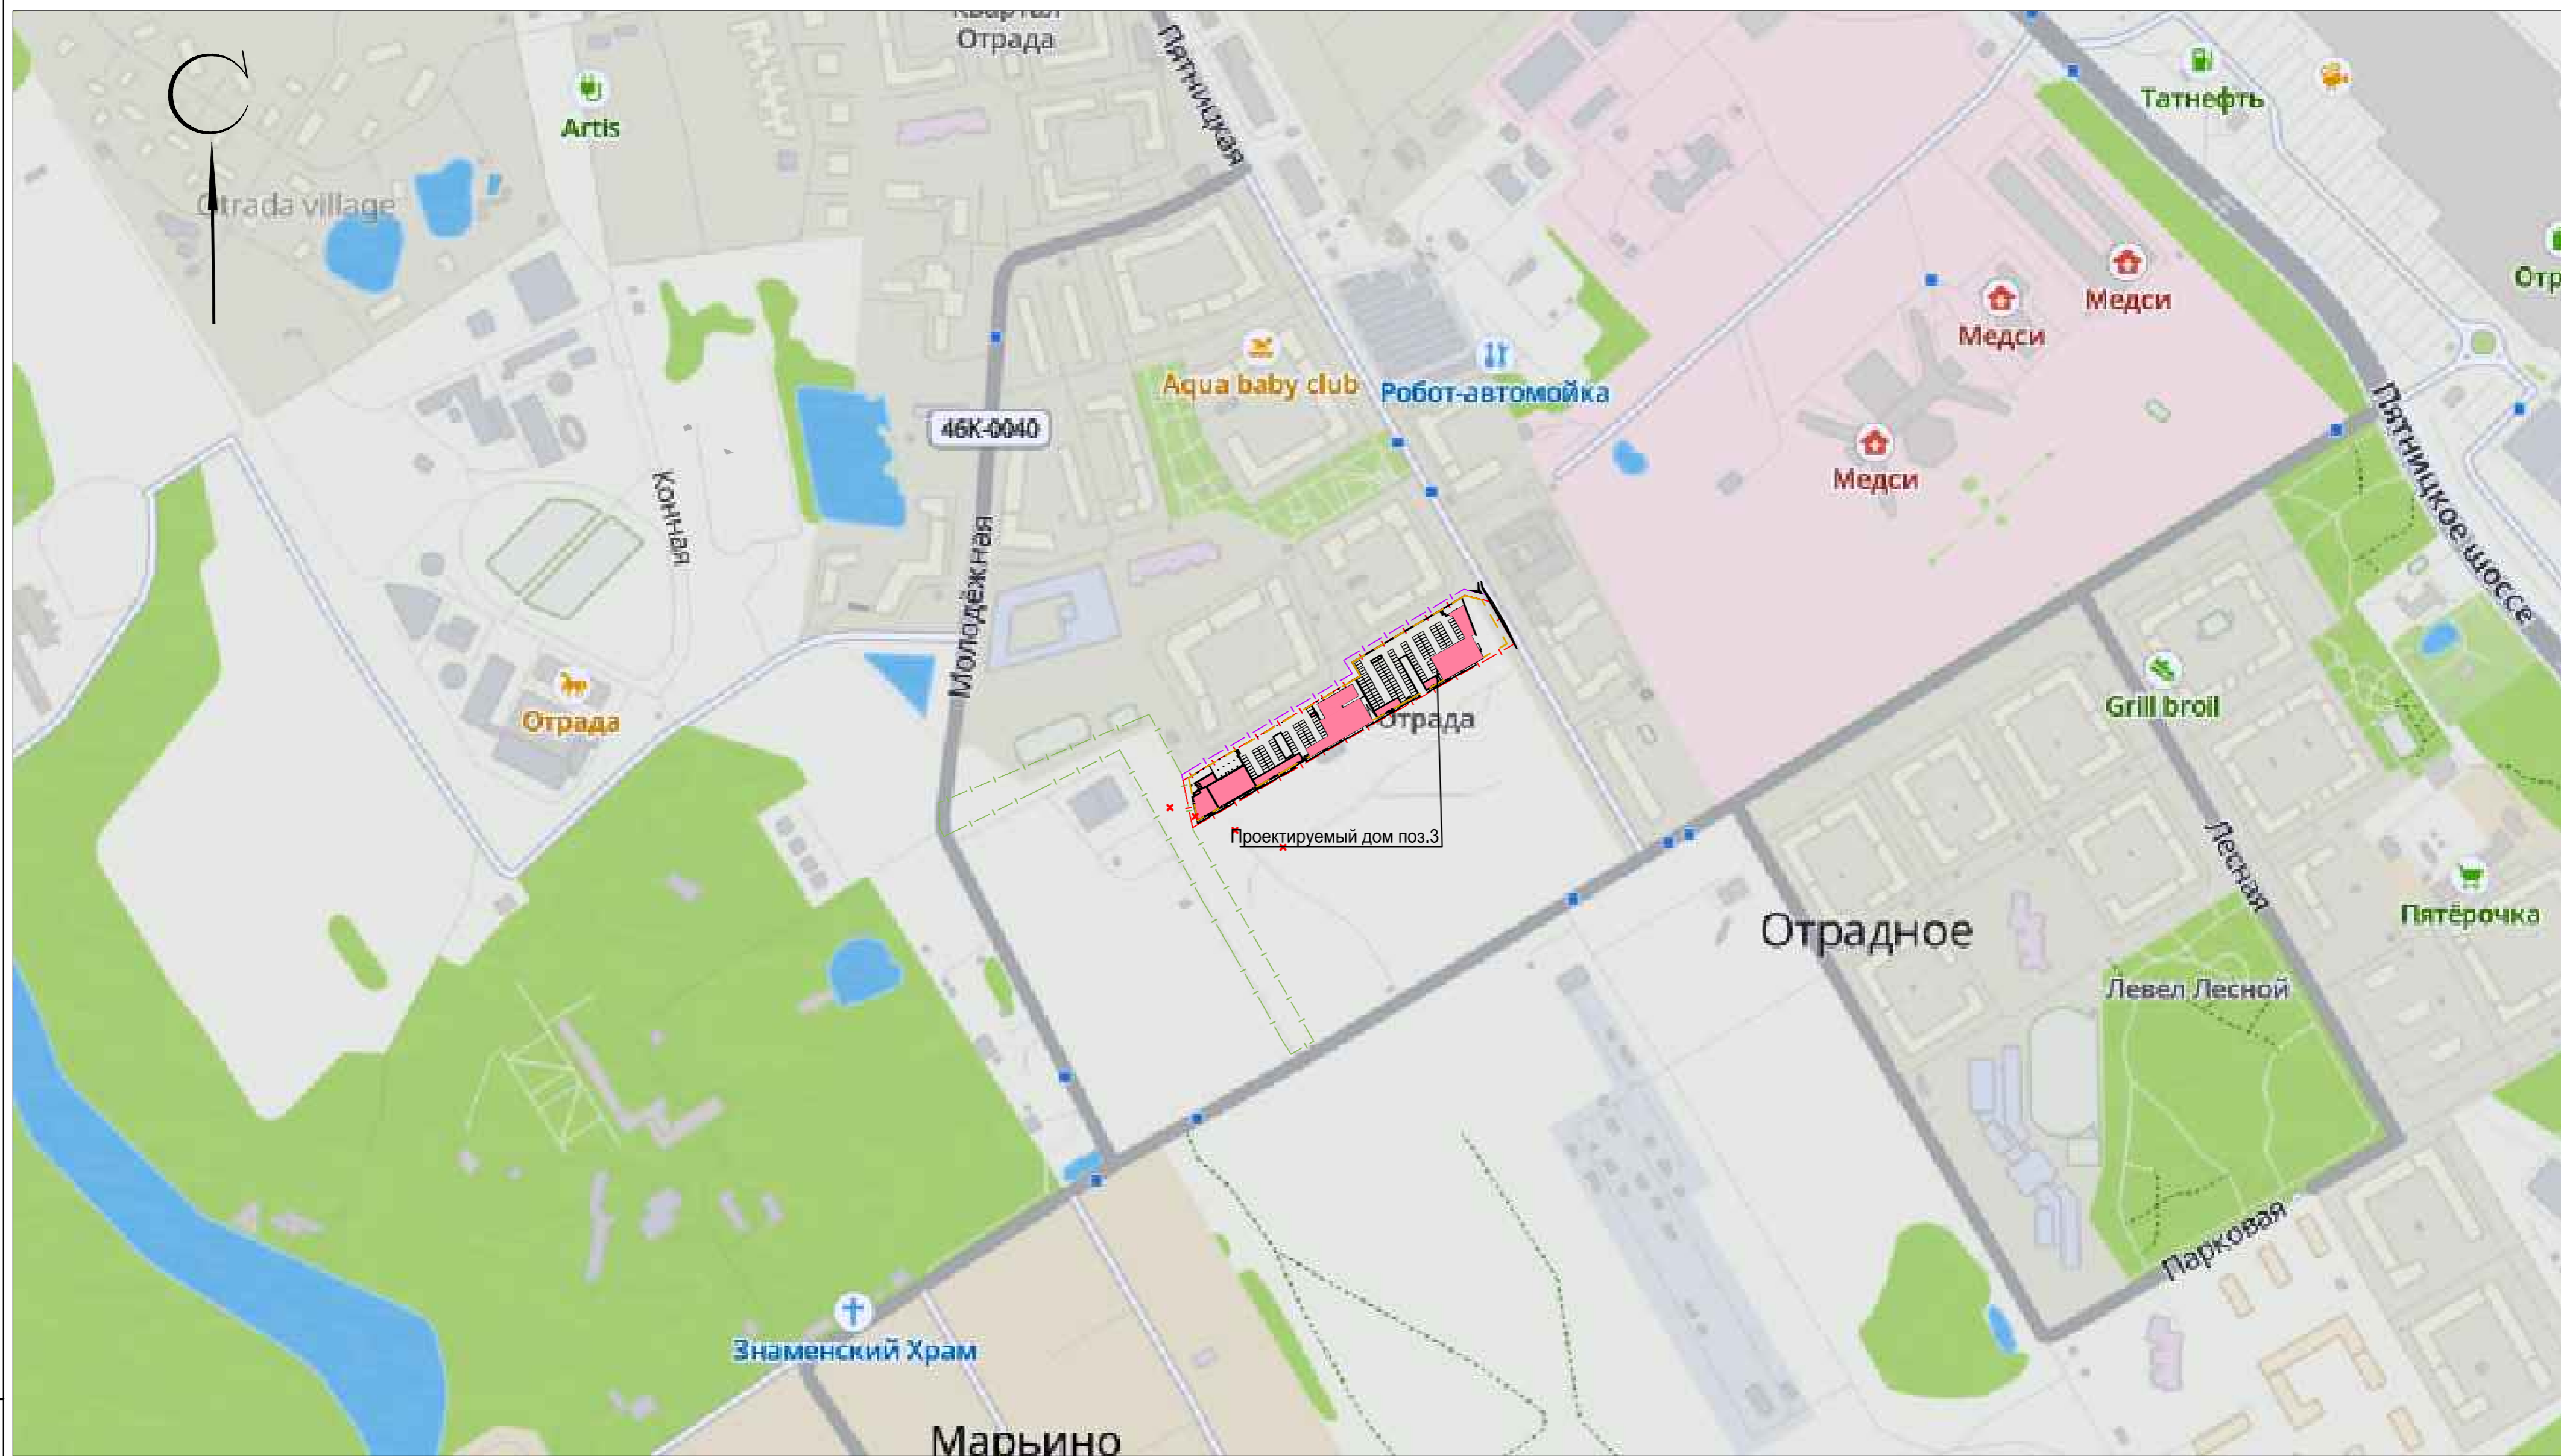 Квартал
Отрада
Пятницкая
С
Artis
Otrada village
Татнефть
Медси
Медси
Медси
Aqua baby club
Робот-автомойка
46К-0040
Пятницкое шоссе
Конная
Молодёжная
Отрада
Отрада
Grill broil
Проектируемый дом поз.3
Лесная
Пятёрочка
Отрадное
Левел Лесной
Парковая
Знаменский Храм
Марьино